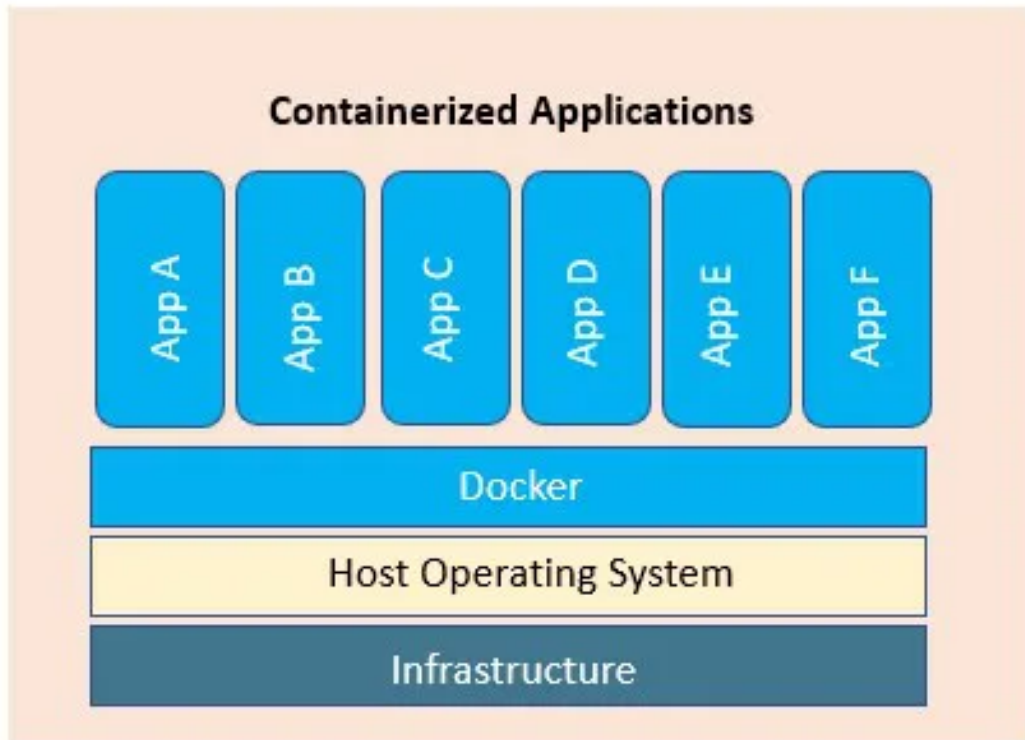 Containerized Applications
App A
App B
App C
App D
App E
App F
Docker
Host Operating System
Infrastructure